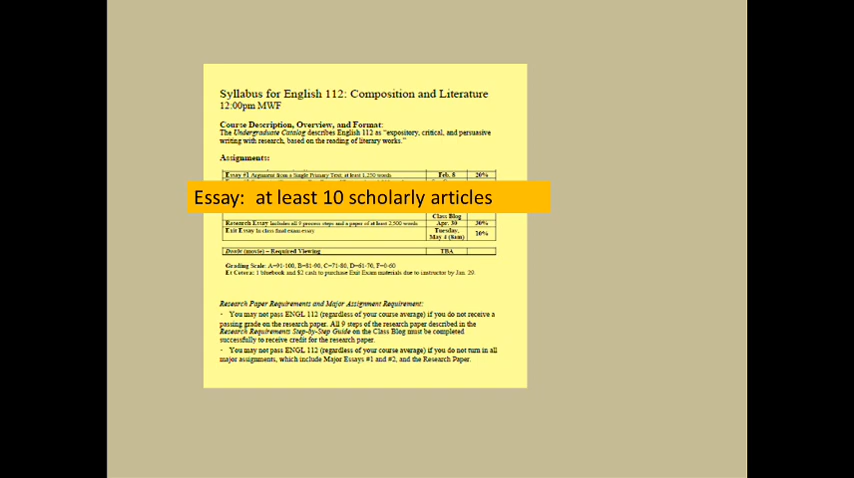 Syllabus for English 112: Composition and Literature
12:00pm MWF
Course Description, Overview, and Format:
The Undergraduate Catalog describes English 112 as "expository, critical, and persuasive
writing with research, based on the reading of literary works."
Assignments:
Essay #1 Argument from a Single Primary Text, at least 1,250 words Feb. 8 20%
Essay: at least 10 scholarly articles
Class Blog
Research Essay Includes all 9 process steps and a paper of at least 2,500 words Apr. 30 30%
Exit Essay In class final exam essay Tuesday, 10%
May 4 (8am)
(movie) – Required Viewing TBA
Grading Scale: A=91-100, B=81-90, C=71-80, D=61-70, F=0-60
Et Cetera: 1 bluebook and $2 cash to purchase Exit Exam materials due to instructor by Jan. 29.
Research Paper Requirements and Major Assignment Requirement:
- You may not pass ENGL 112 (regardless of your course average) if you do not receive a
passing grade on the research paper. All 9 steps of the research paper described in the
Research Requirements Step-by-Step Guide on the Class Blog must be completed
successfully to receive credit for the research paper.
- You may not pass ENGL 112 (regardless of your course average) if you do not turn in all
major assignments, which include Major Essays #1 and #2, and the Research Paper.